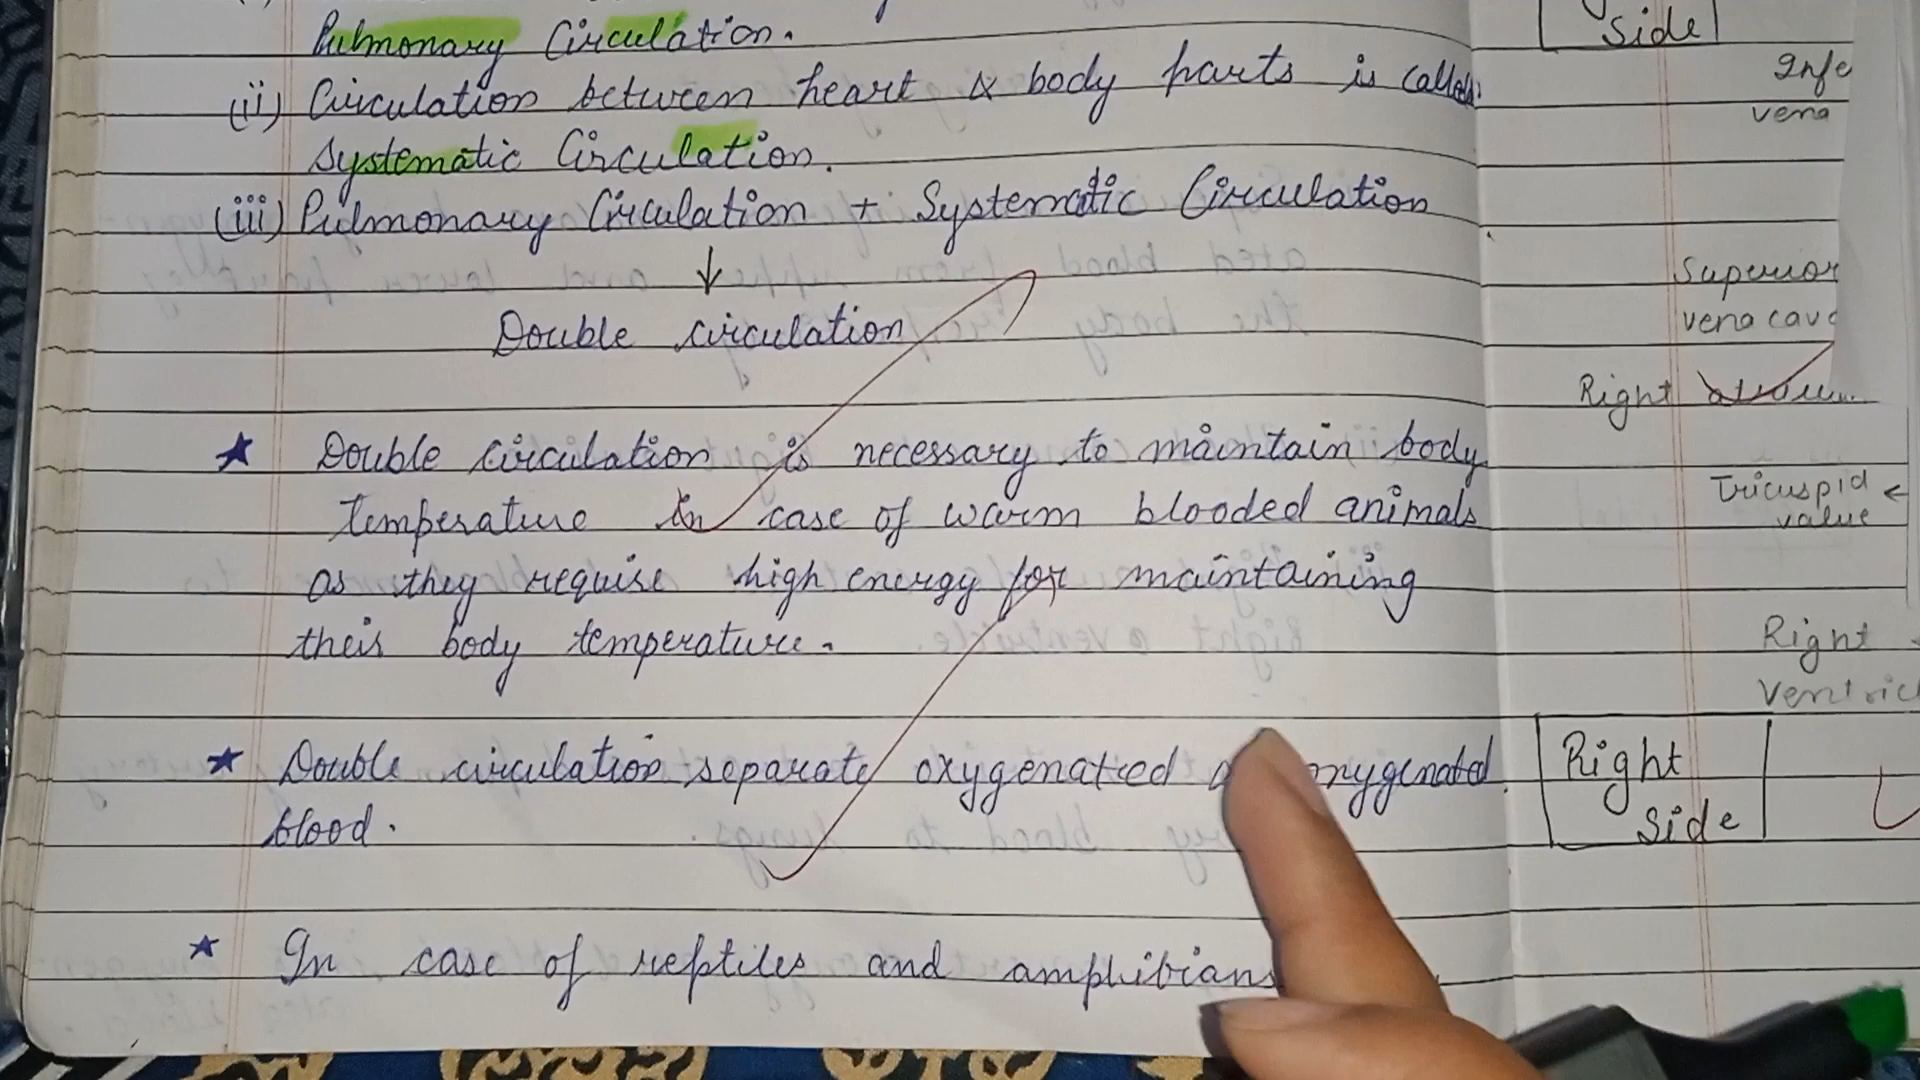 Pulmonary Circulation.
(ii) Circulation between heart & body parts is called
Systematic Circulation.
(iii) Pulmonary Circulation + Systematic Circulation
↓
Double circulation
★ Double circulation is necessary to maintain body
temperature in case of warm blooded animals
as they require high energy for maintaining
their body temperature.
★ Double circulation separate oxygenated
blood.
★ In case of reptiles and amphibians
Side
Infe
vena
Superior
vena cava
Right
Tricuspid ←
value
Right
Ventric
Right
Side